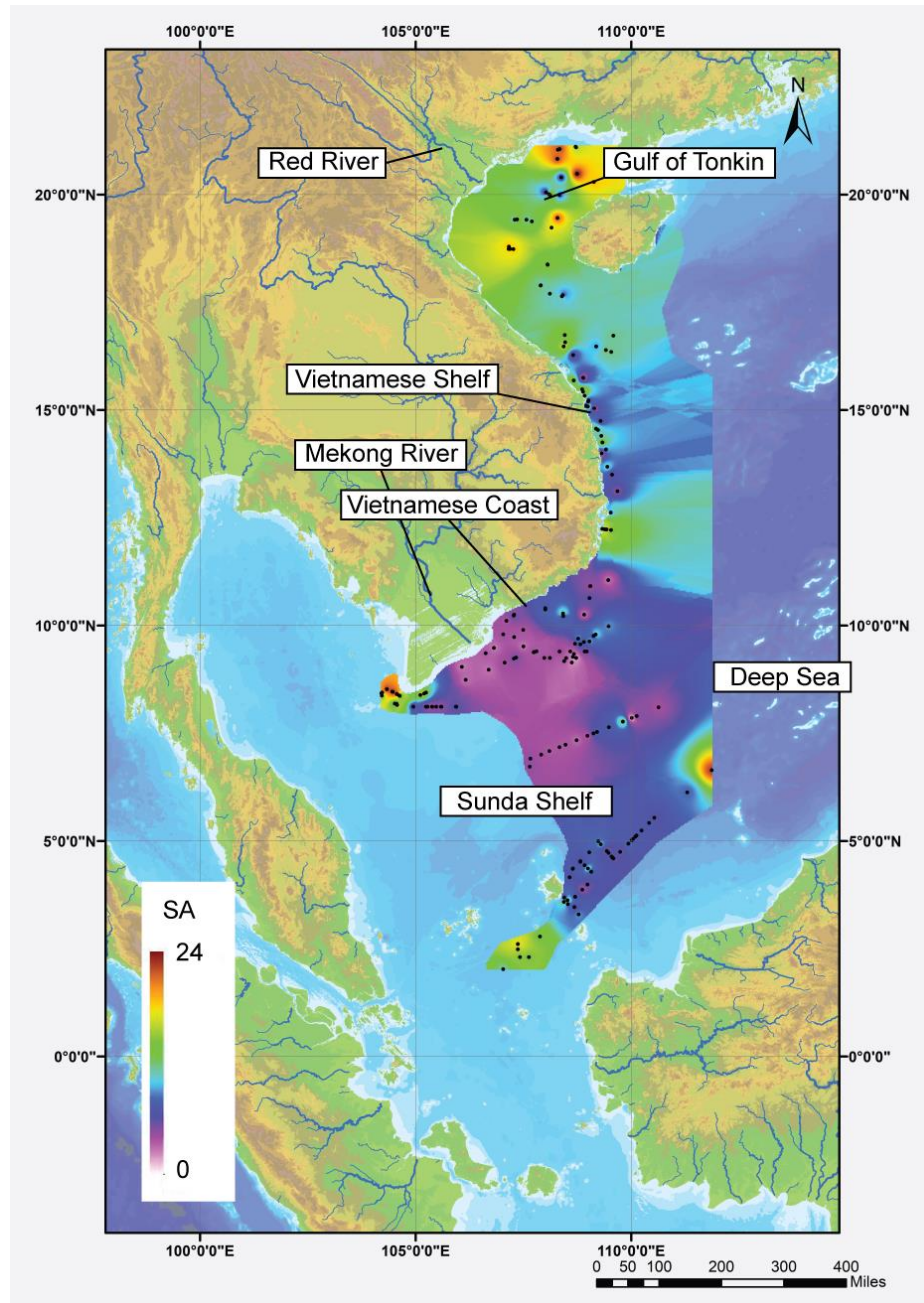 100°0'0"E 105°0'0"E 110°0'0"E
N
Red River
Gulf of Tonkin
20°0'0"N 20°0'0"N
Vietnamese Shelf
15°0'0"N 15°0'0"N
Mekong River
Vietnamese Coast
10°0'0"N 10°0'0"N
Deep Sea
Sunda Shelf
5°0'0"N 5°0'0"N
SA
24
0
0°0'0" 0°0'0"
100°0'0"E 105°0'0"E 110°0'0"E
0 50 100 200 300 400
Miles